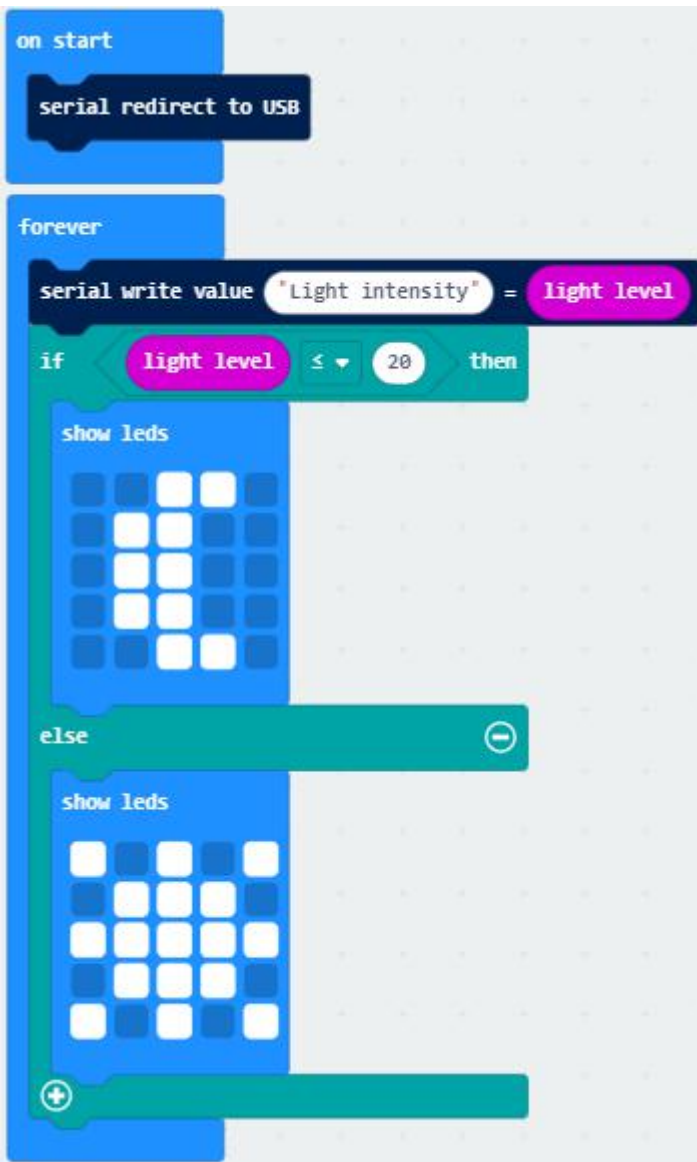 on start
serial redirect to USB
forever
serial write value "Light intensity" = light level
if light level ≤ 20 then
show leds
else
show leds